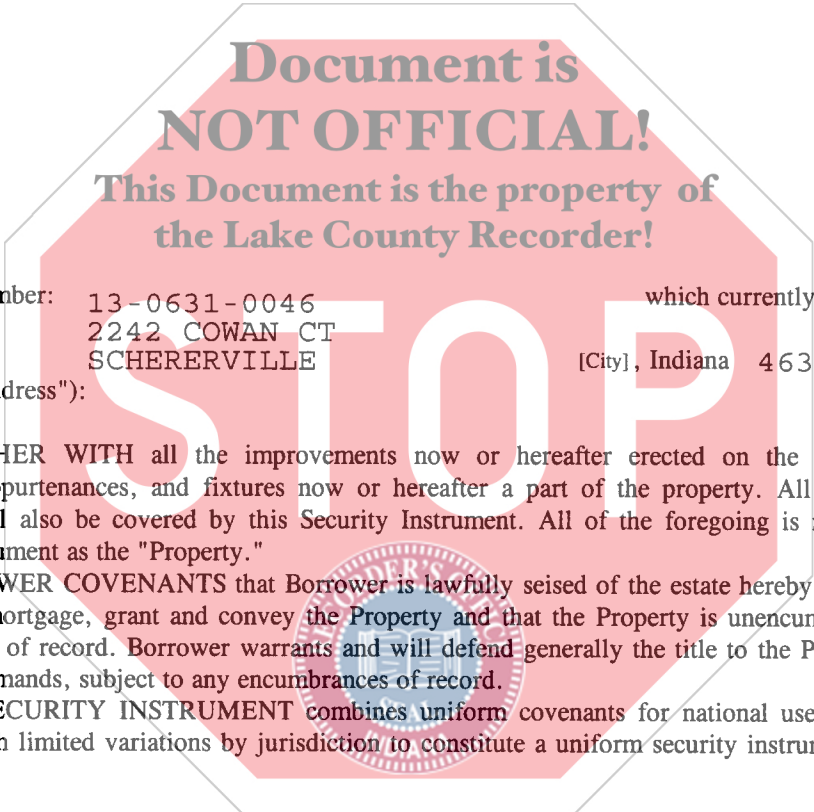 Document is
NOT OFFICIAL!
This Document is the property of
the Lake County Recorder!
mber: 13-0631-0046 which currently
2242 COWAN CT
SCHERERVILLE [City], Indiana 463
dress"):
STOP
HER WITH all the improvements now or hereafter erected on the
purtenances, and fixtures now or hereafter a part of the property. All
l also be covered by this Security Instrument. All of the foregoing is
ument as the "Property."
WER COVENANTS that Borrower is lawfully seised of the estate hereby
ortgage, grant and convey the Property and that the Property is unencum
of record. Borrower warrants and will defend generally the title to the P
mands, subject to any encumbrances of record.
ECURITY INSTRUMENT combines uniform covenants for national use
limited variations by jurisdiction to constitute a uniform security instru
SEAL
INDIANA